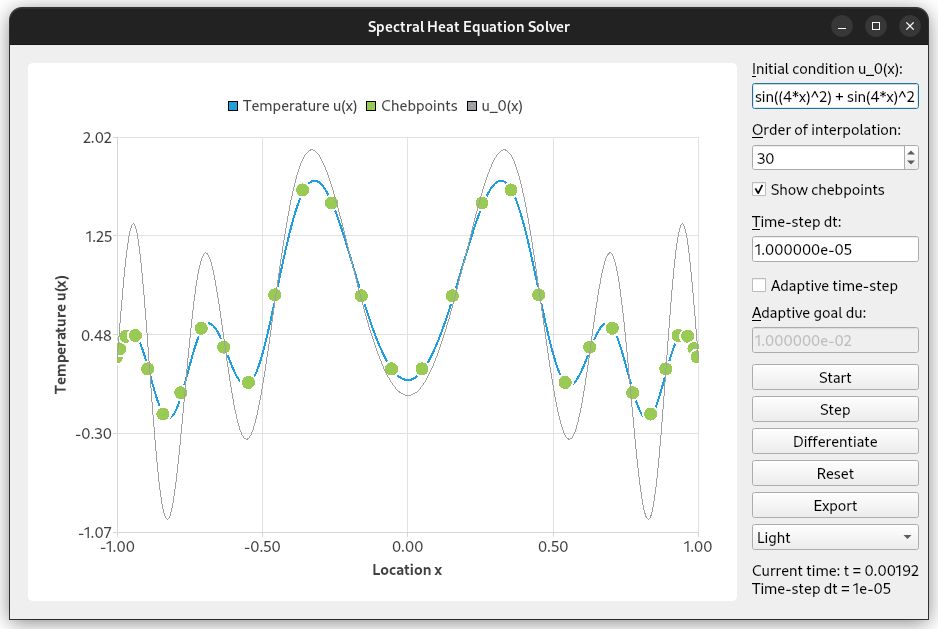 Spectral Heat Equation Solver
Temperature u(x) Chebpoints u_0(x)
2.02
1.25
0.48
-0.30
-1.07
Temperature u(x)
-1.00 -0.50 0.00 0.50 1.00
Location x
Initial condition u_0(x):
sin((4*x)^2) + sin(4*x)^2
Order of interpolation:
30
Show chebpoints
Time-step dt:
1.000000e-05
Adaptive time-step
Adaptive goal du:
1.000000e-02
Start
Step
Differentiate
Reset
Export
Light
Current time: t = 0.00192
Time-step dt = 1e-05